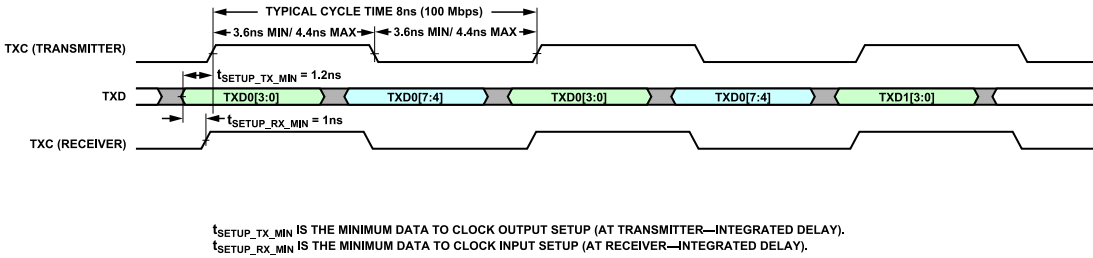 TYPICAL CYCLE TIME 8ns (100 Mbps)
3.6ns MIN/ 4.4ns MAX 3.6ns MIN/ 4.4ns MAX
TXC (TRANSMITTER)
tSETUP_TX_MIN = 1.2ns
TXD TXD0[3:0] TXD0[7:4] TXD0[3:0] TXD0[7:4] TXD1[3:0]
tSETUP_RX_MIN = 1ns
TXC (RECEIVER)
tSETUP_TX_MIN IS THE MINIMUM DATA TO CLOCK OUTPUT SETUP (AT TRANSMITTER—INTEGRATED DELAY).
tSETUP_RX_MIN IS THE MINIMUM DATA TO CLOCK INPUT SETUP (AT RECEIVER—INTEGRATED DELAY).